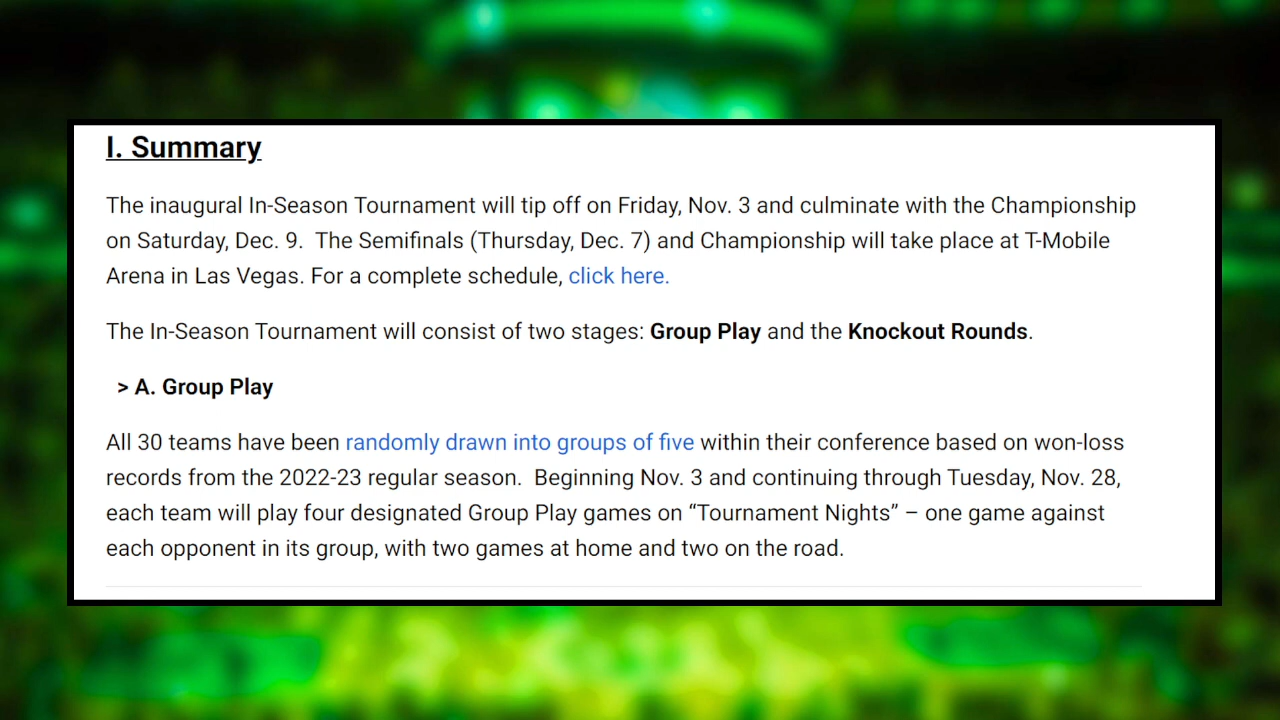 I. Summary
The inaugural In-Season Tournament will tip off on Friday, Nov. 3 and culminate with the Championship
on Saturday, Dec. 9.  The Semifinals (Thursday, Dec. 7) and Championship will take place at T-Mobile
Arena in Las Vegas. For a complete schedule, click here.
The In-Season Tournament will consist of two stages: Group Play and the Knockout Rounds.
> A. Group Play
All 30 teams have been randomly drawn into groups of five within their conference based on won-loss
records from the 2022-23 regular season.  Beginning Nov. 3 and continuing through Tuesday, Nov. 28,
each team will play four designated Group Play games on “Tournament Nights” – one game against
each opponent in its group, with two games at home and two on the road.